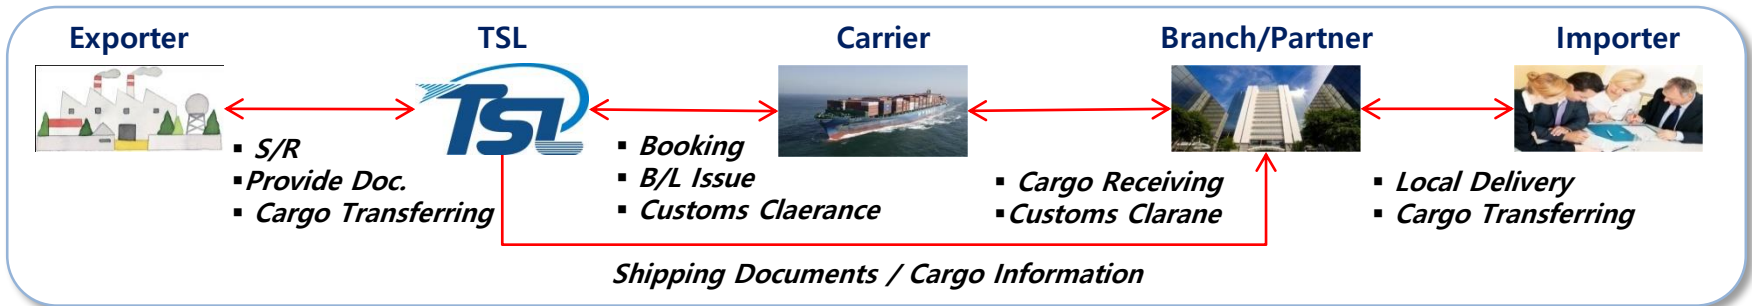 Exporter
TSL
Carrier
Branch/Partner
Importer
TSL
▪ S/R
▪Provide Doc.
▪ Cargo Transferring
▪ Booking
▪ B/L Issue
▪ Customs Claerance
▪ Cargo Receiving
▪Customs Clarane
▪ Local Delivery
▪ Cargo Transferring
Shipping Documents / Cargo Information